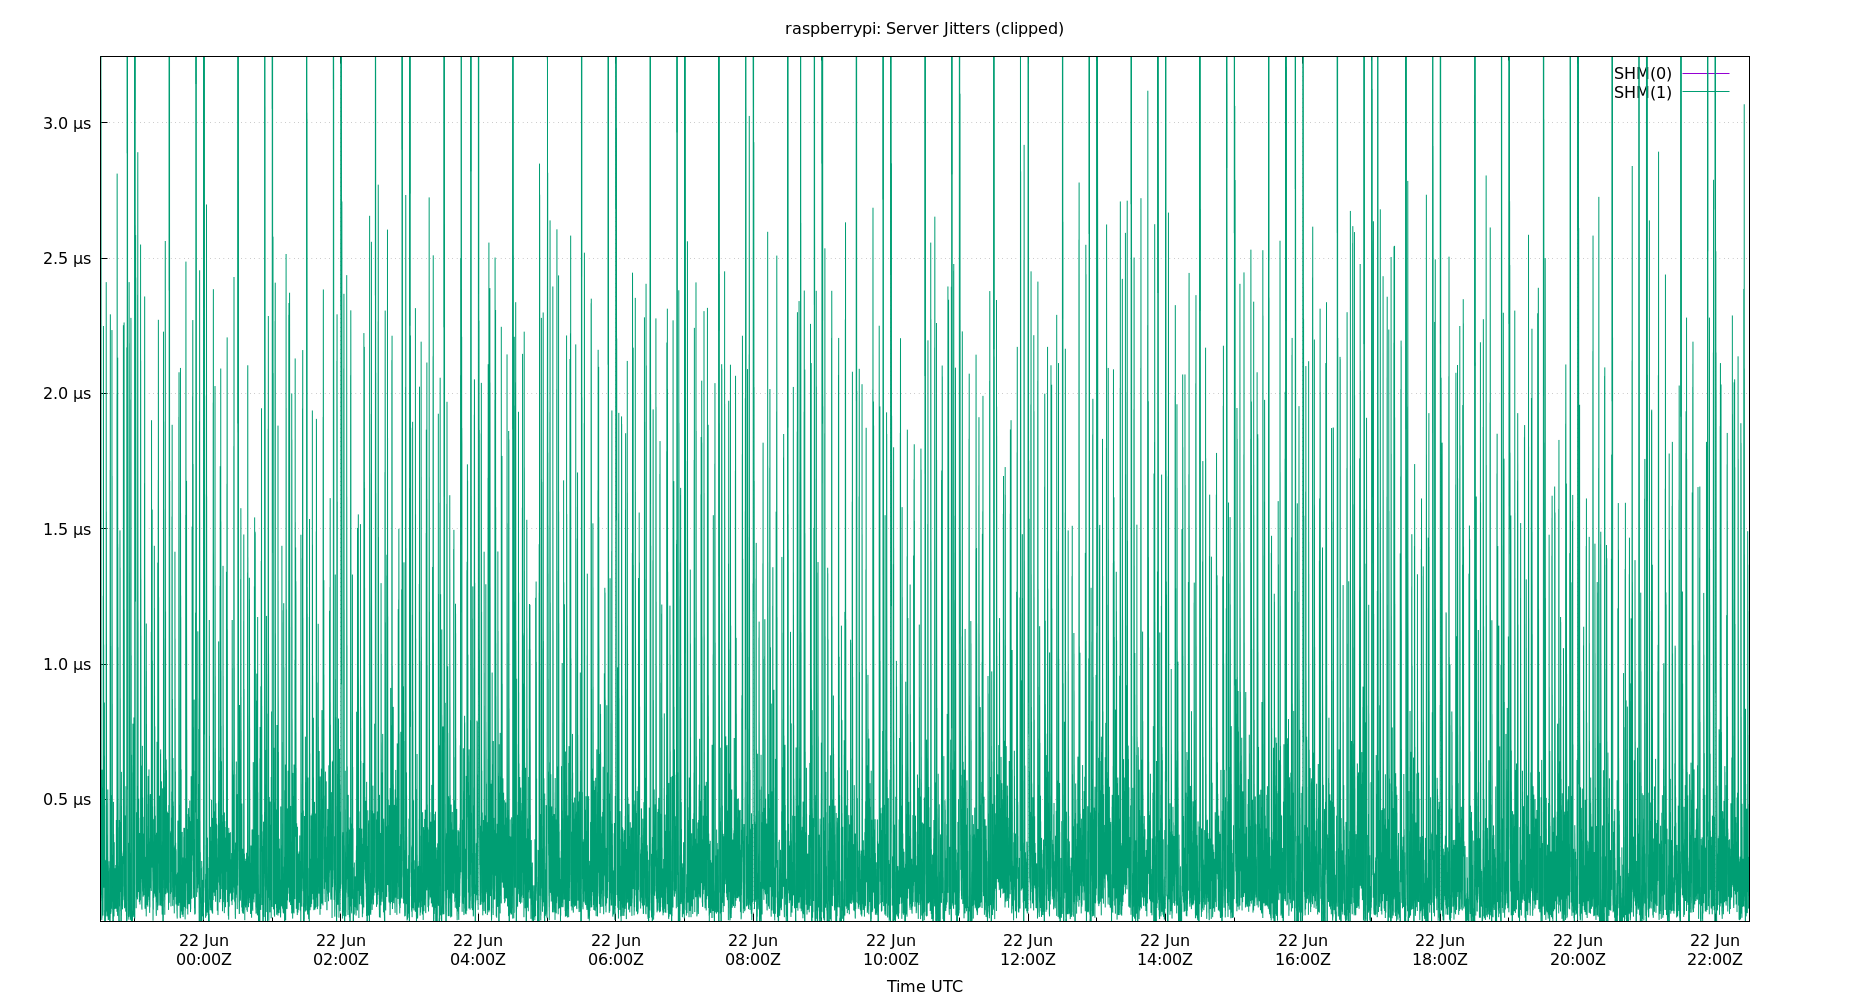 raspberrypi: Server Jitters (clipped)
SHM(0)
SHM(1)
3.0 µs
2.5 µs
2.0 µs
1.5 µs
1.0 µs
0.5 µs
22 Jun 22 Jun 22 Jun 22 Jun 22 Jun 22 Jun 22 Jun 22 Jun 22 Jun 22 Jun 22 Jun 22 Jun
00:00Z 02:00Z 04:00Z 06:00Z 08:00Z 10:00Z 12:00Z 14:00Z 16:00Z 18:00Z 20:00Z 22:00Z
Time UTC